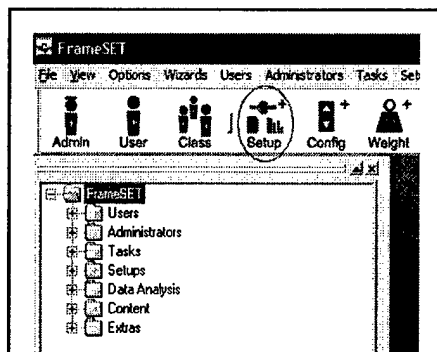 FrameSET
File View Options Wizards Users Administrators Tasks Set
Admin User Class Setup Config Weight
FrameSET
Users
Administrators
Tasks
Setups
Data Analysis
Content
Extras